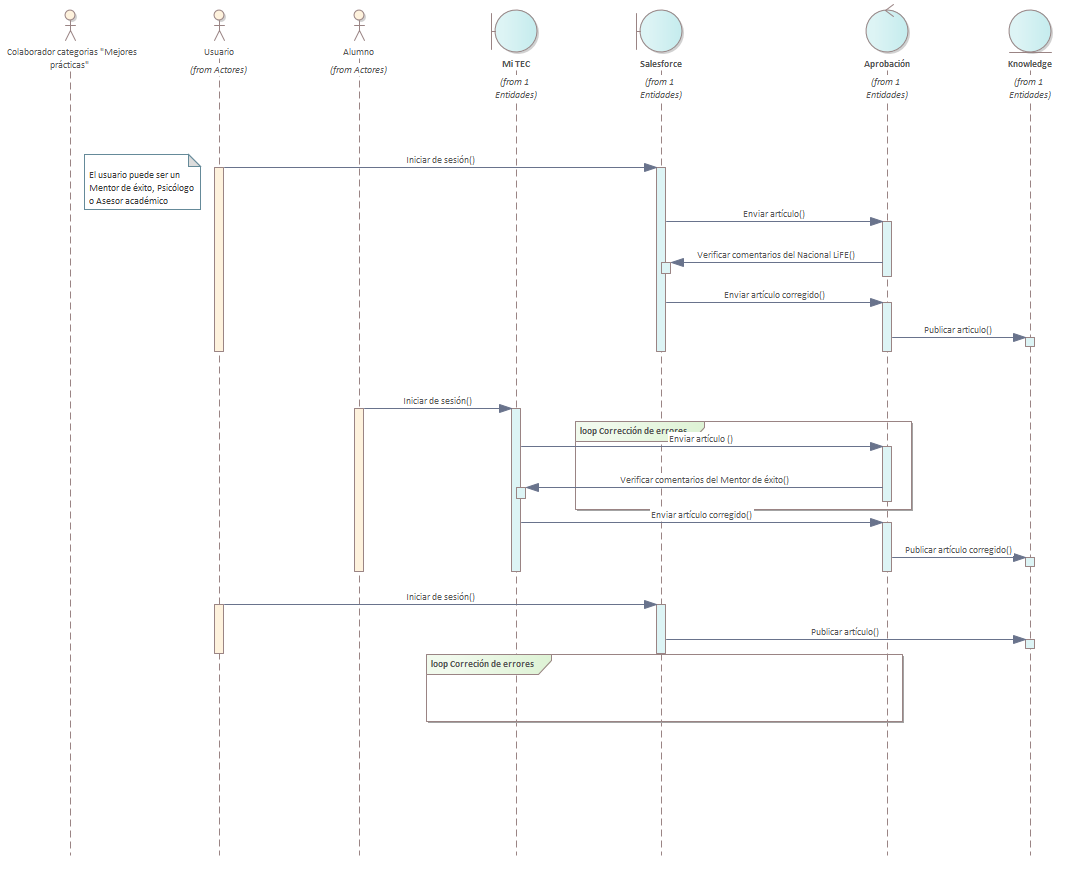 Colaborador categorias "Mejores
prácticas"
Usuario
(from Actores)
Alumno
(from Actores)
Mi TEC
(from 1
Entidades)
Salesforce
(from 1
Entidades)
Aprobación
(from 1
Entidades)
Knowledge
(from 1
Entidades)
El usuario puede ser un
Mentor de éxito, Psicólogo
o Asesor académico
Iniciar de sesión()
Enviar artículo()
Verificar comentarios del Nacional LiFE()
Enviar artículo corregido()
Publicar articulo()
Iniciar de sesión()
loop Corrección de errores
Enviar artículo ()
Verificar comentarios del Mentor de éxito()
Enviar artículo corregido()
Publicar artículo corregido()
Iniciar de sesión()
Publicar artículo()
loop Correción de errores